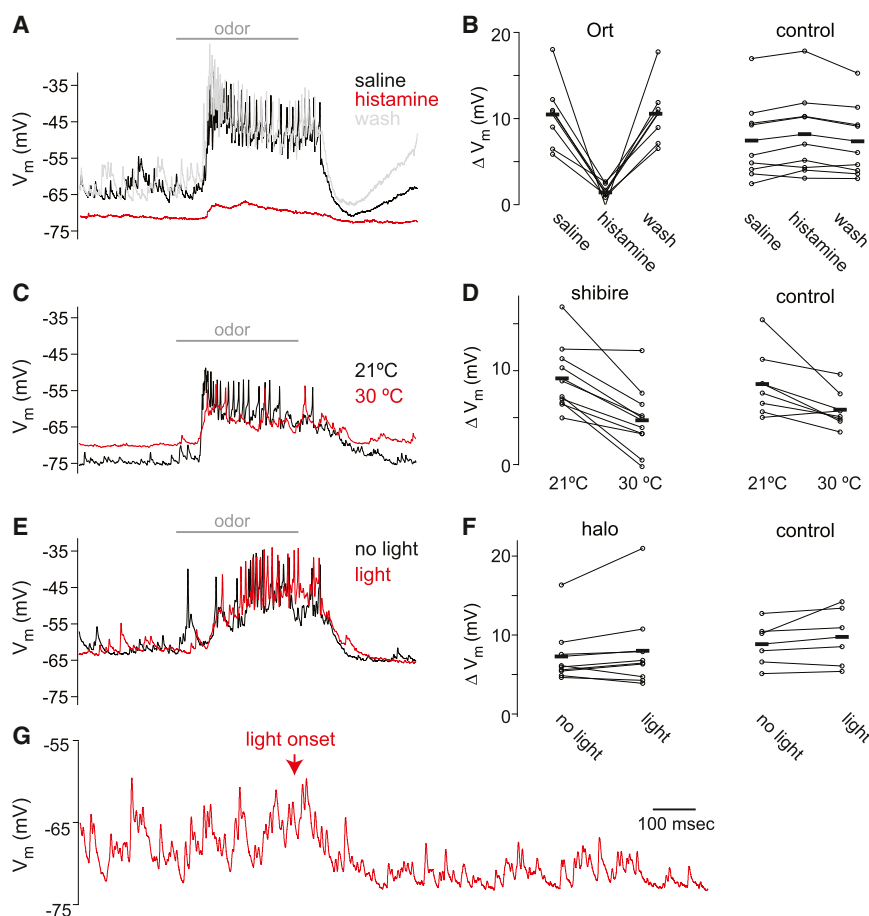 A
odor
saline
histamine
wash
Vm (mV)
-35
-45
-55
-65
-75
B
Ort
control
Δ Vm (mV)
20
10
0
saline
histamine
wash
saline
histamine
wash
C
odor
21ºC
30 ºC
Vm (mV)
-35
-45
-55
-65
-75
D
shibire
control
Δ Vm (mV)
10
0
21ºC
30 ºC
21ºC
30 ºC
E
odor
no light
light
Vm (mV)
-35
-45
-55
-65
-75
F
halo
control
Δ Vm (mV)
20
10
0
no light
light
no light
light
G
light onset
Vm (mV)
-55
-65
-75
100 msec